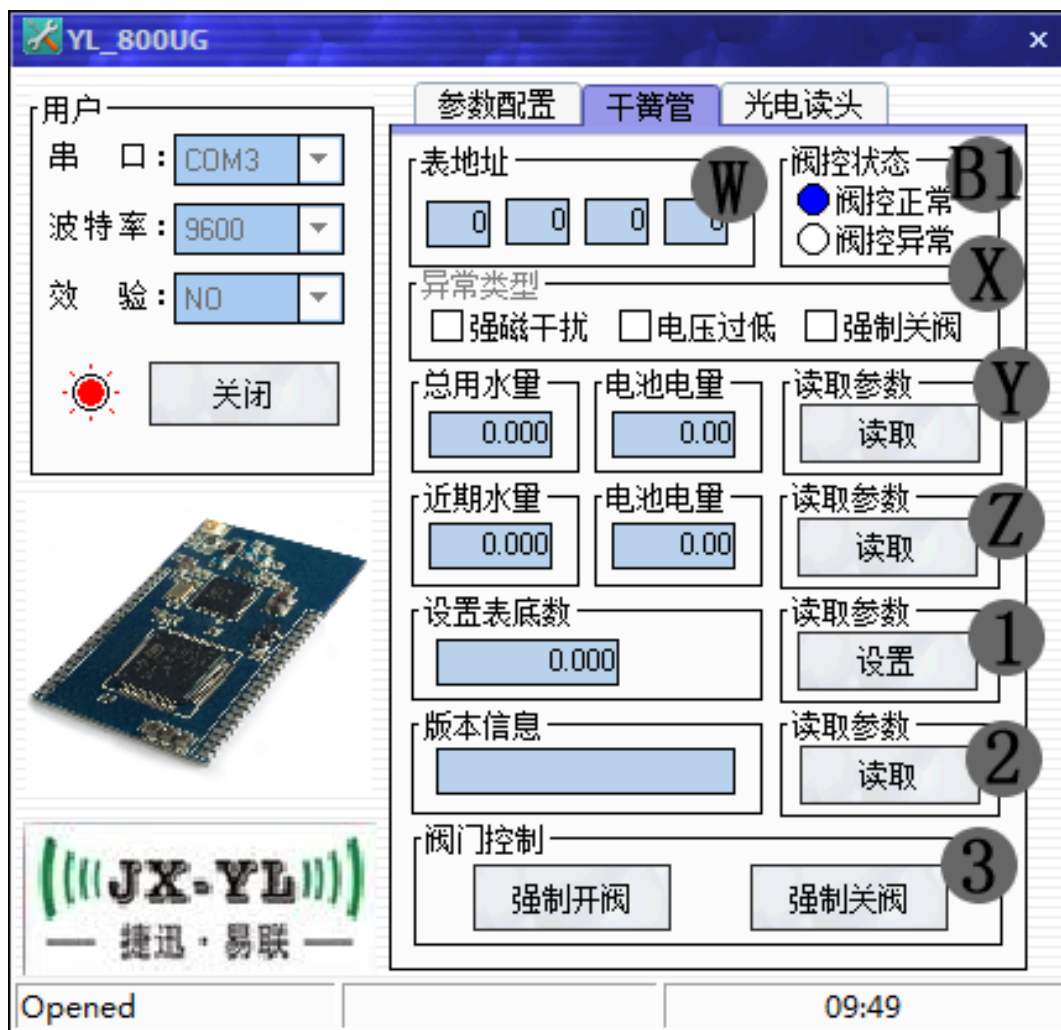 YL_800UG
x
用户
串 口: COM3
波特率: 9600
效 验: NO
关闭
JX-YL
捷迅·易联
参数配置 干簧管 光电读头
表地址
0 0 0 0
W
阀控状态
B1
阀控正常
阀控异常
X
异常类型
强磁干扰 电压过低 强制关阀
总用水量 电池电量 读取参数
Y
0.000 0.00 读取
近期水量 电池电量 读取参数
Z
0.000 0.00 读取
设置表底数 读取参数
1
0.000 设置
版本信息 读取参数
2
读取
阀门控制
3
强制开阀 强制关阀
Opened 09:49